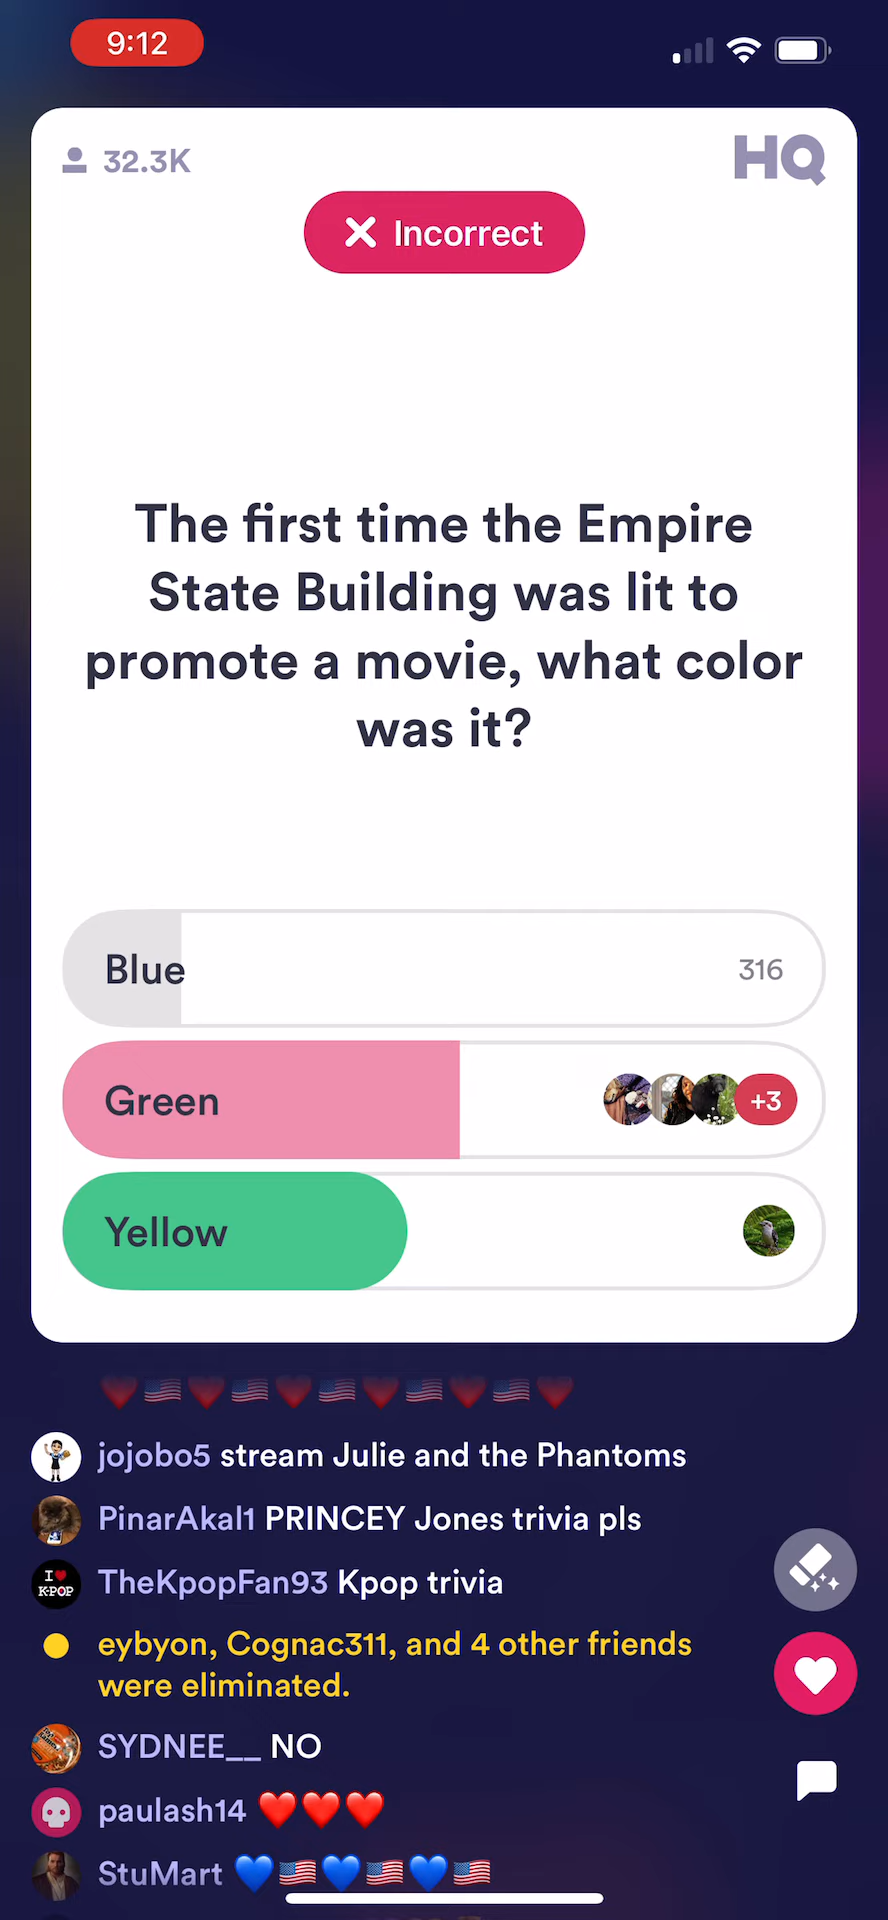 9:12
32.3K
HQ
Incorrect
The first time the Empire
State Building was lit to
promote a movie, what color
was it?
Blue
316
Green
+3
Yellow
jojobo5 stream Julie and the Phantoms
PinarAkal1 PRINCEY Jones trivia pls
I ❤️
K-POP
TheKpopFan93 Kpop trivia
eybyon, Cognac311, and 4 other friends
were eliminated.
SYDNEE__ NO
paulash14 ❤️❤️❤️
StuMart 💙🇺🇸💙🇺🇸💙🇺🇸